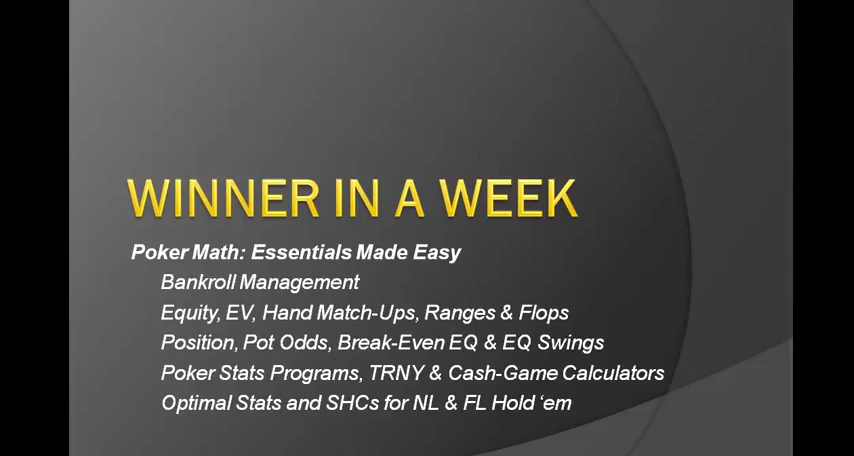 WINNER IN A WEEK
Poker Math: Essentials Made Easy
Bankroll Management
Equity, EV, Hand Match-Ups, Ranges & Flops
Position, Pot Odds, Break-Even EQ & EQ Swings
Poker Stats Programs, TRNY & Cash-Game Calculators
Optimal Stats and SHCs for NL & FL Hold ‘em